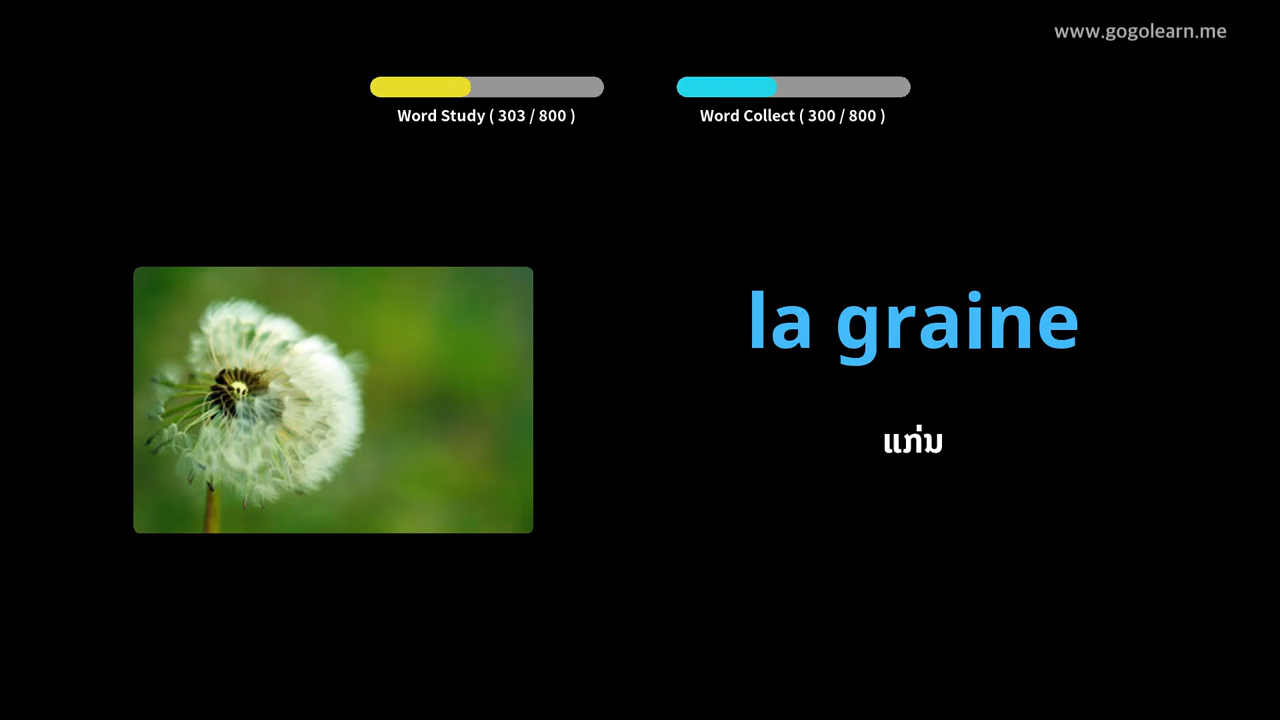 www.gogolearn.me
Word Study ( 303 / 800 )
Word Collect ( 300 / 800 )
la graine
ແກ່ນ